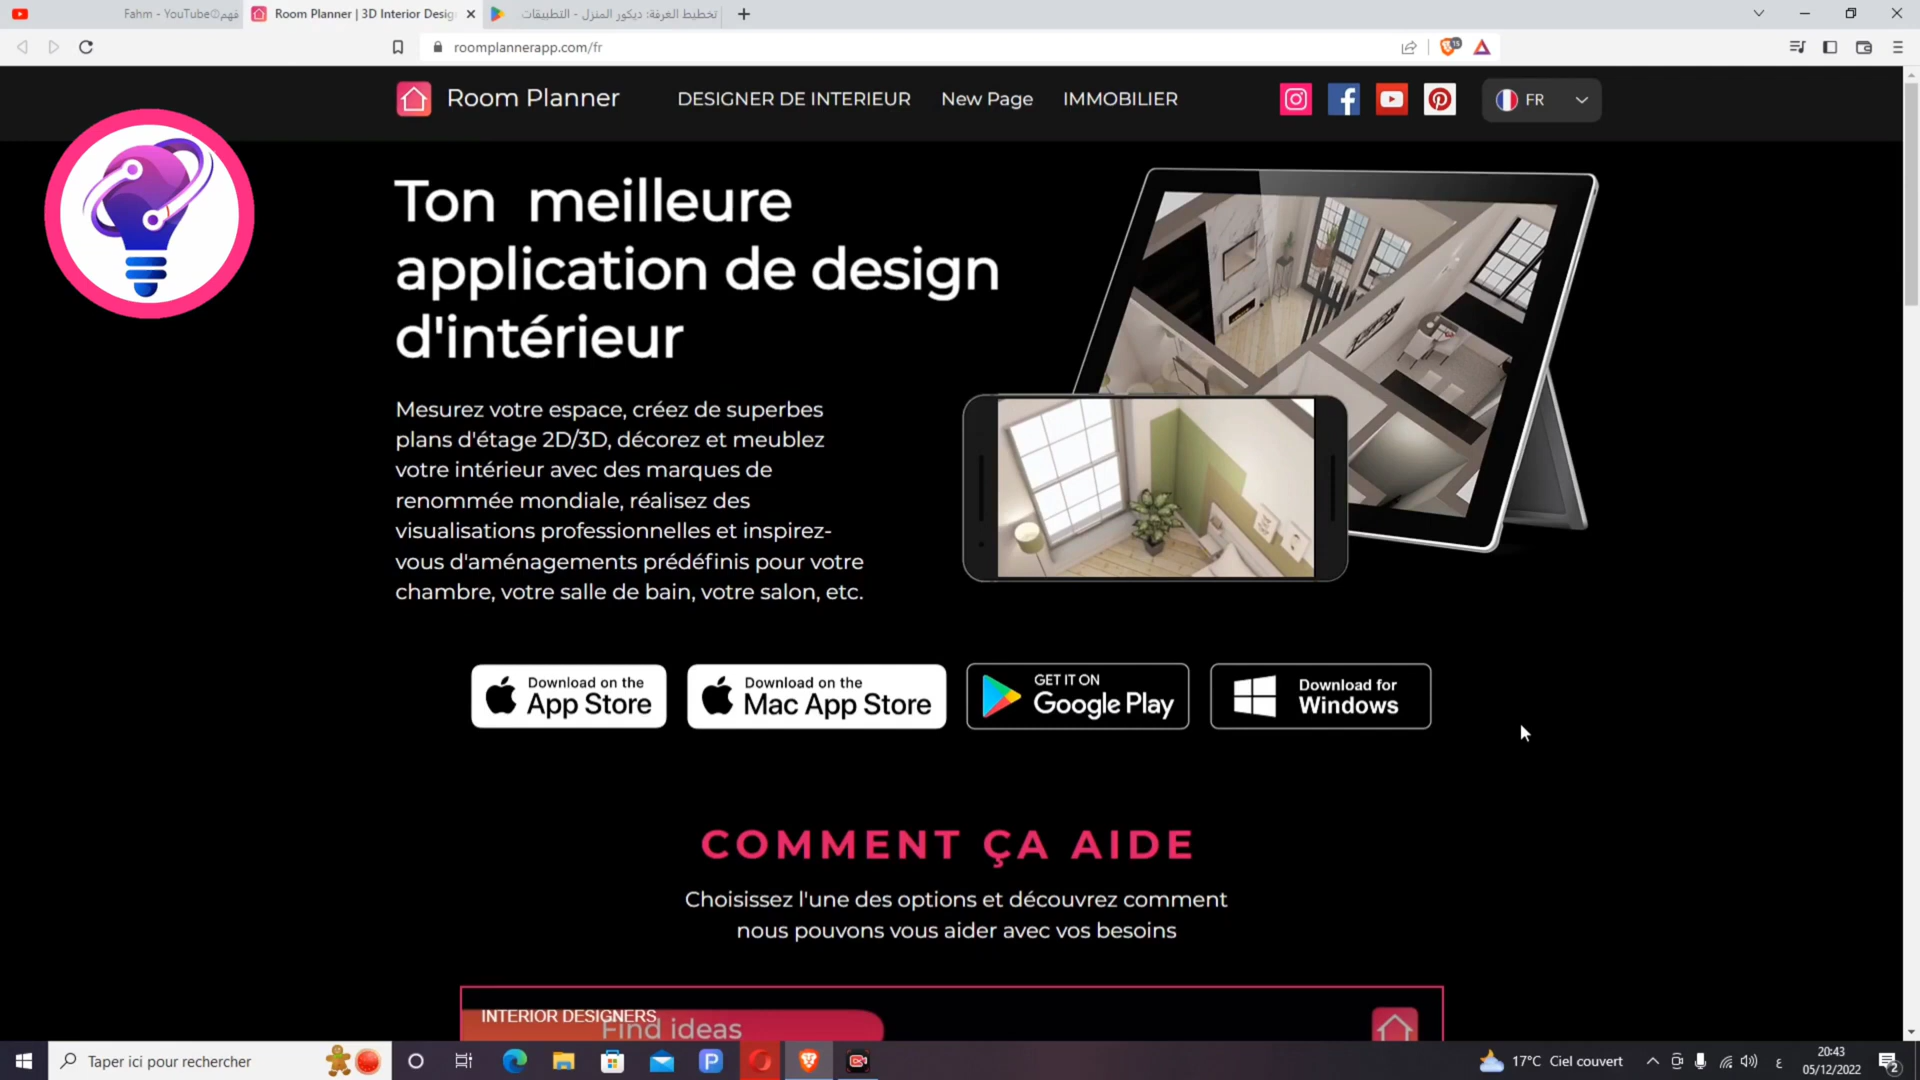 فهم Fahm - YouTube
Room Planner | 3D Interior Desig
تخطيط الغرفة: ديكور المنزل - التطبيقات
roomplannerapp.com/fr
15
Room Planner
DESIGNER DE INTERIEUR
New Page
IMMOBILIER
FR
Ton meilleure
application de design
d'intérieur
Mesurez votre espace, créez de superbes
plans d'étage 2D/3D, décorez et meublez
votre intérieur avec des marques de
renommée mondiale, réalisez des
visualisations professionnelles et inspirez-
vous d'aménagements prédéfinis pour votre
chambre, votre salle de bain, votre salon, etc.
Download on the
App Store
Download on the
Mac App Store
GET IT ON
Google Play
Download for
Windows
COMMENT ÇA AIDE
Choisissez l'une des options et découvrez comment
nous pouvons vous aider avec vos besoins
INTERIOR DESIGNERS
Find ideas
Taper ici pour rechercher
17°C Ciel couvert
ع
20:43
05/12/2022
2